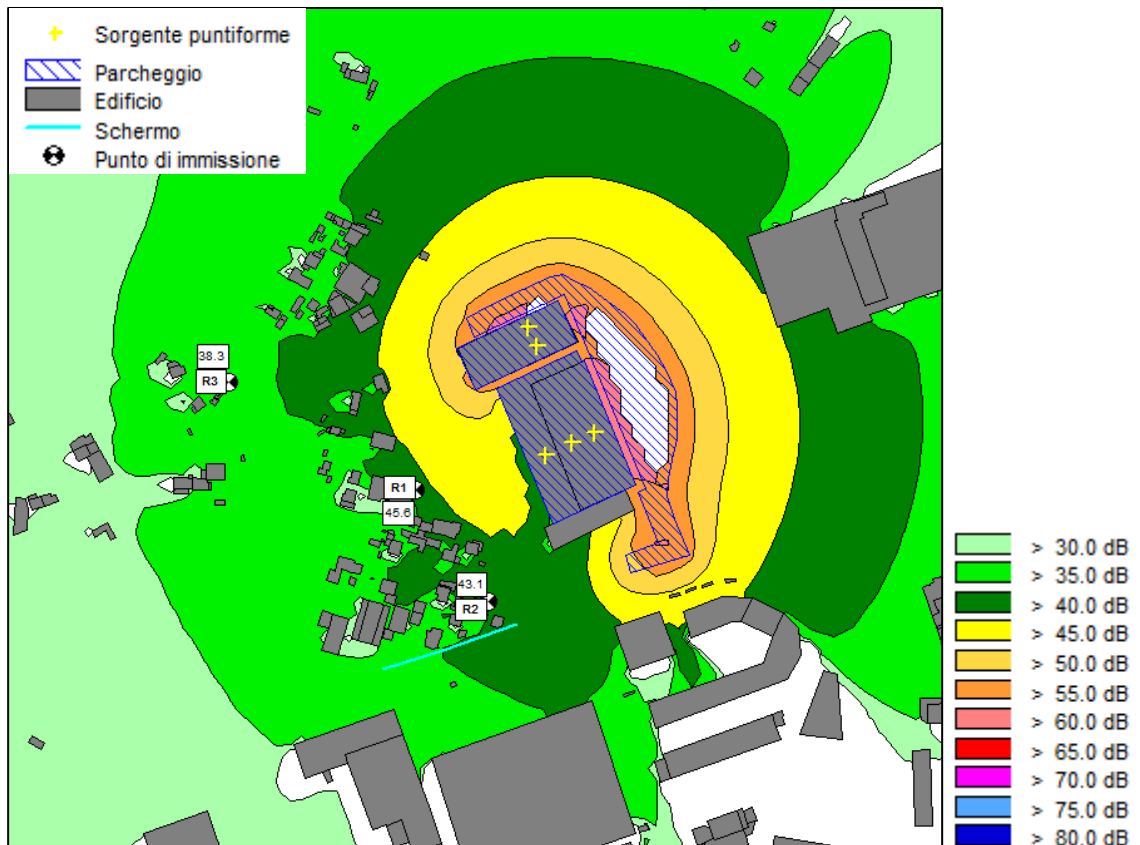 Sorgente puntiforme
Parcheggio
Edificio
Schermo
Punto di immissione
38.3
R3
R1
45.6
43.1
R2
> 30.0 dB
> 35.0 dB
> 40.0 dB
> 45.0 dB
> 50.0 dB
> 55.0 dB
> 60.0 dB
> 65.0 dB
> 70.0 dB
> 75.0 dB
> 80.0 dB